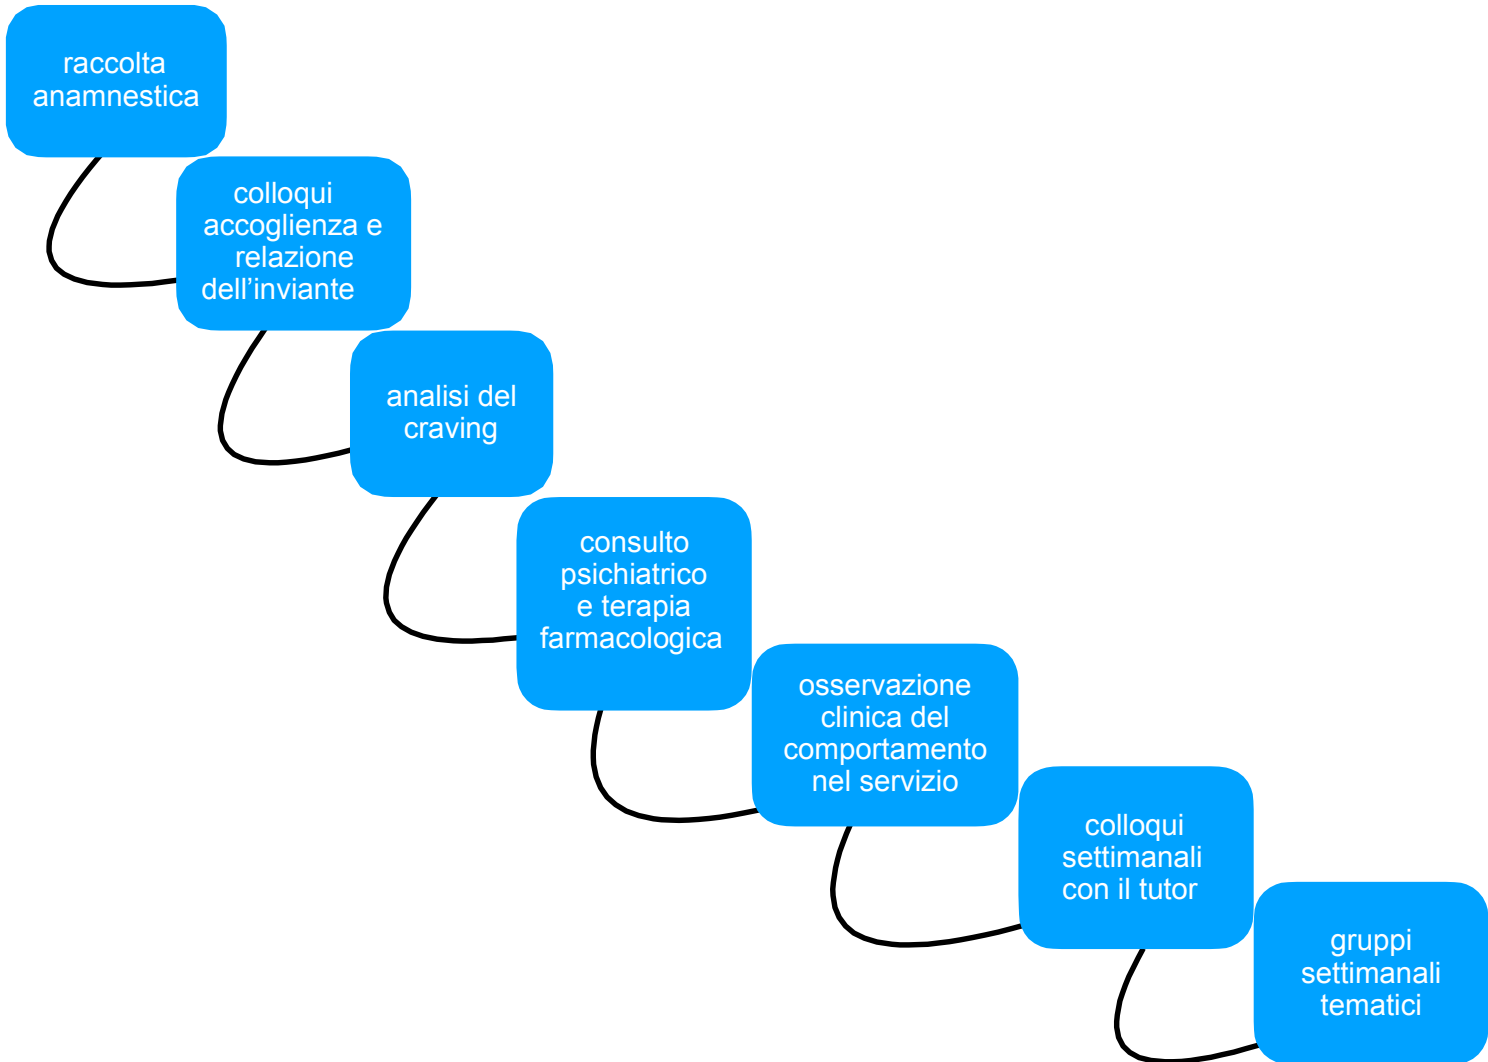 raccolta
anamnestica
colloqui
accoglienza e
relazione
dell’inviante
analisi del
craving
consulto
psichiatrico
e terapia
farmacologica
osservazione
clinica del
comportamento
nel servizio
colloqui
settimanali
con il tutor
gruppi
settimanali
tematici